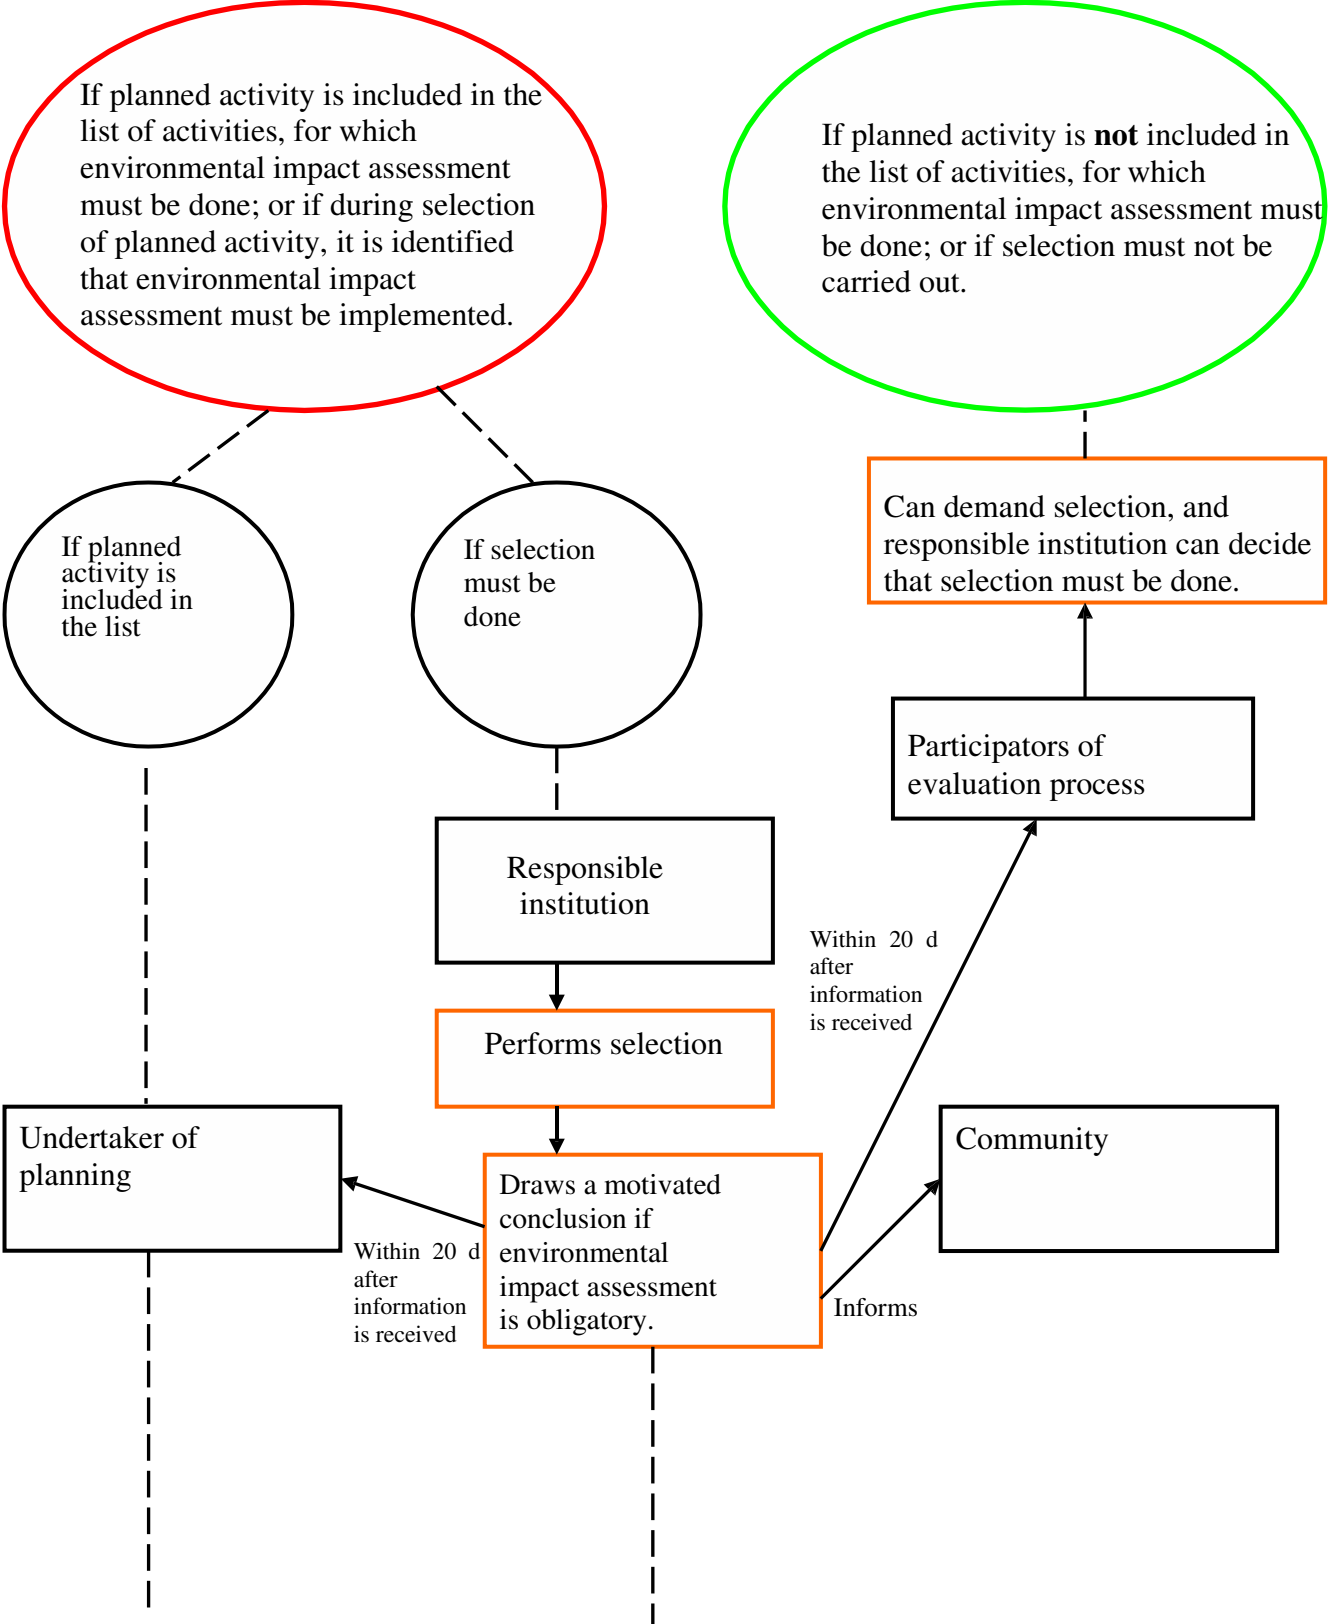 If planned activity is included in the
list of activities, for which
environmental impact assessment
must be done; or if during selection
of planned activity, it is identified
that environmental impact
assessment must be implemented.
If planned activity is not included in
the list of activities, for which
environmental impact assessment must
be done; or if selection must not be
carried out.
Can demand selection, and
responsible institution can decide
that selection must be done.
If planned
activity is
included in
the list
If selection
must be
done
Participators of
evaluation process
Responsible
institution
Within 20 d
after
information
is received
Performs selection
Undertaker of
planning
Community
Draws a motivated
conclusion if
environmental
impact assessment
is obligatory.
Within 20 d
after
information
is received
Informs